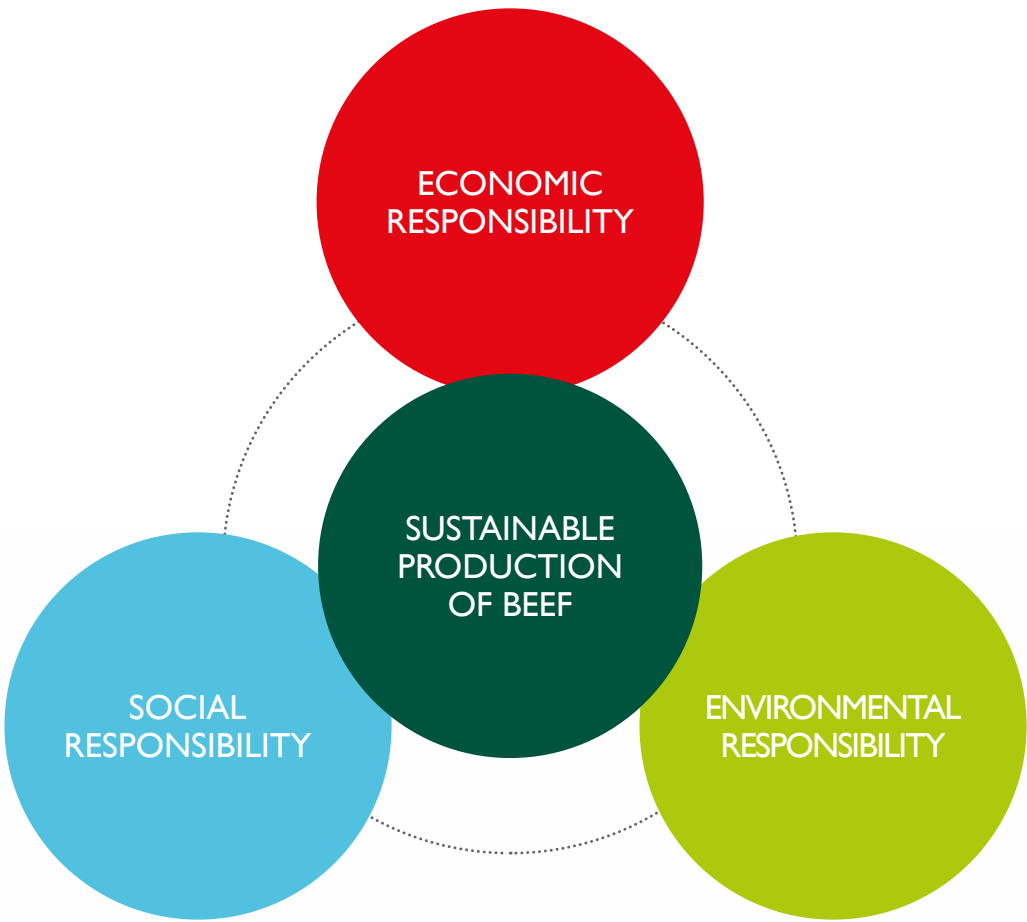 ECONOMIC
RESPONSIBILITY
SUSTAINABLE
PRODUCTION
OF BEEF
SOCIAL
RESPONSIBILITY
ENVIRONMENTAL
RESPONSIBILITY